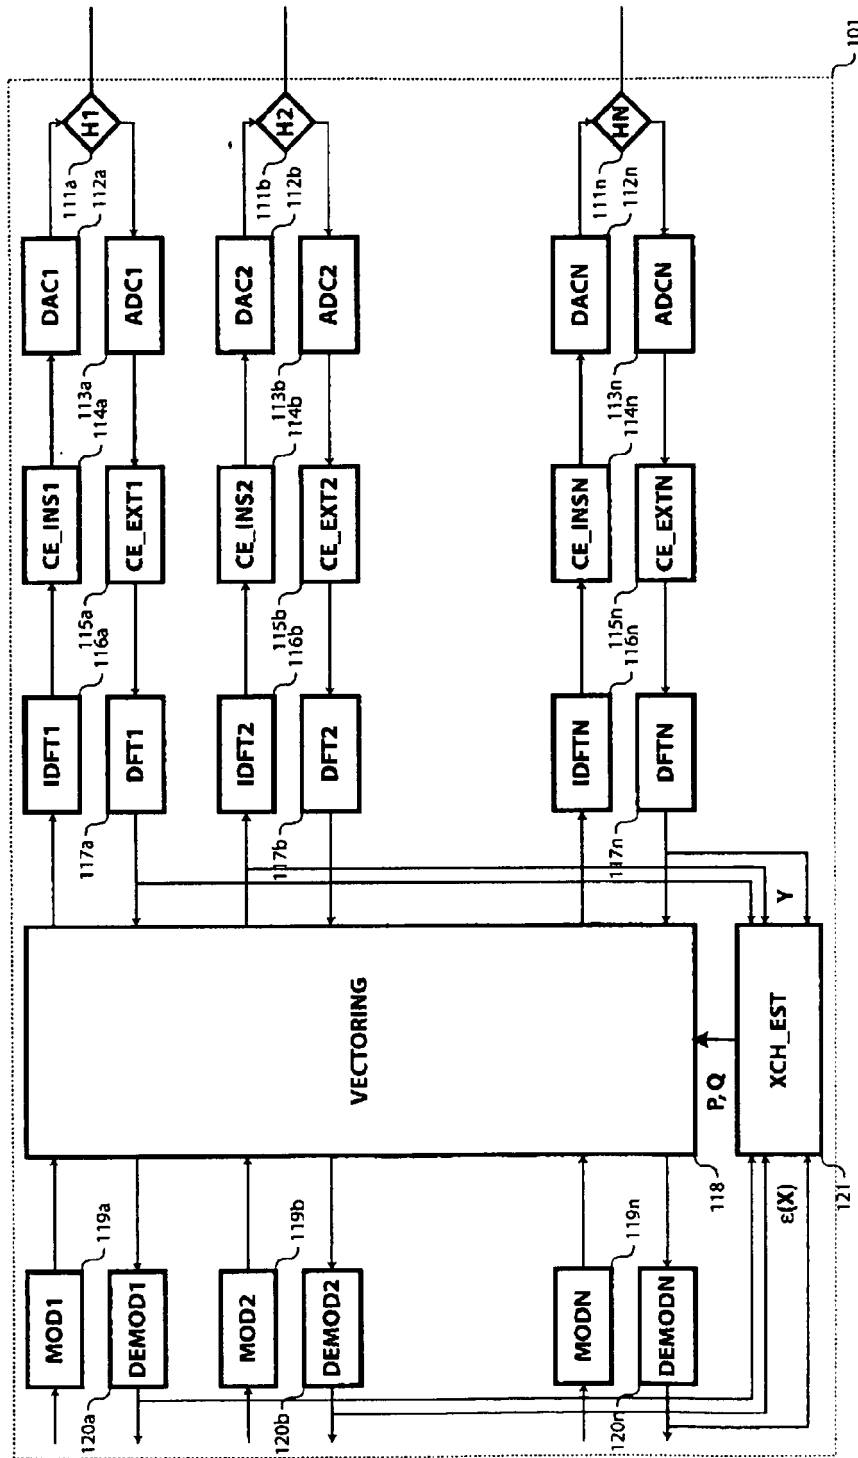 101
H1
111a
112a
DAC1
ADC1
113a
114a
CE_INS1
CE_EXT1
115a
116a
IDFT1
DFT1
117a
H2
111b
112b
DAC2
ADC2
113b
114b
CE_INS2
CE_EXT2
115b
116b
IDFT2
DFT2
117b
HN
111n
112n
DACN
ADCN
113n
114n
CE_INSN
CE_EXTN
115n
116n
IDFTN
DFTN
117n
Y
VECTORING
118
P, Q
XCH_EST
121
ε(X)
MOD1
119a
DEMOD1
120a
MOD2
119b
DEMOD2
120b
MODN
119n
DEMODN
120n